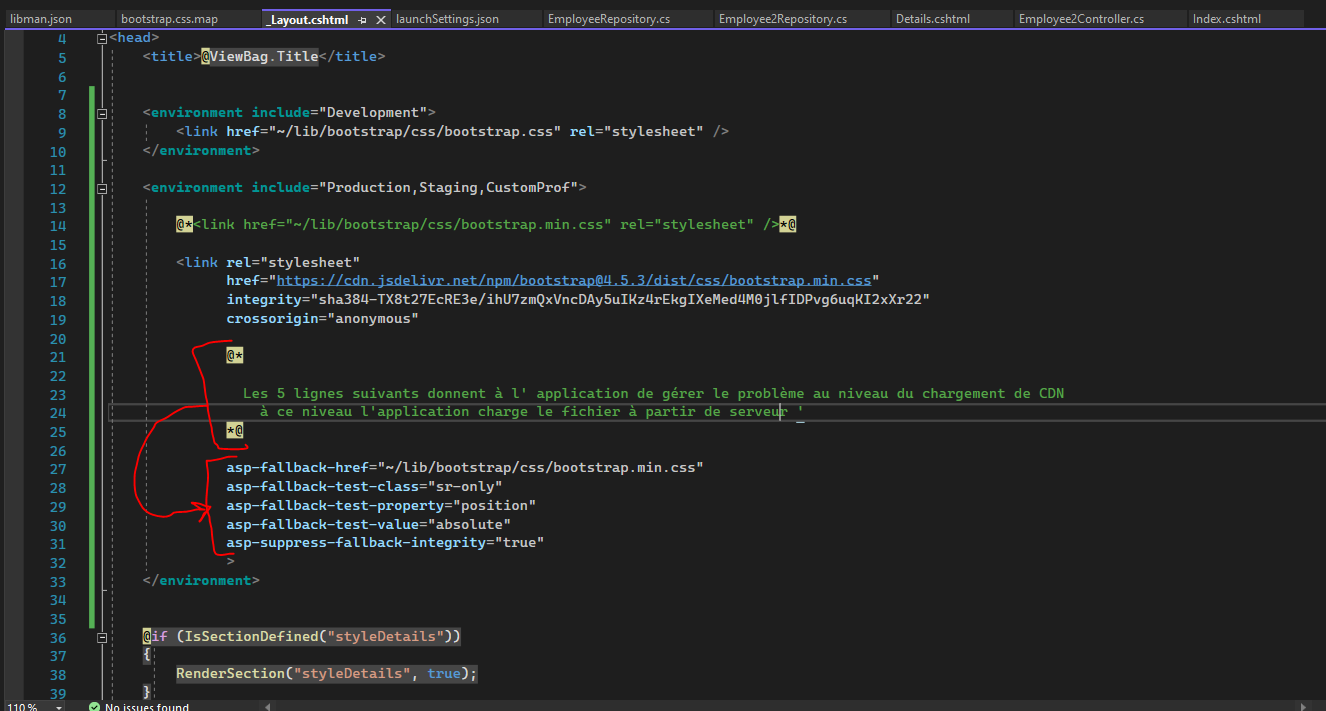 libman.json bootstrap.css.map _Layout.cshtml launchSettings.json EmployeeRepository.cs Employee2Repository.cs Details.cshtml Employee2Controller.cs Index.cshtml
4 <head>
5 <title>@ViewBag.Title</title>
6
7
8 <environment include="Development">
9 <link href="~/lib/bootstrap/css/bootstrap.css" rel="stylesheet" />
10 </environment>
11
12 <environment include="Production,Staging,CustomProf">
13
14 @*<link href="~/lib/bootstrap/css/bootstrap.min.css" rel="stylesheet" />*@
15
16 <link rel="stylesheet"
17 href="https://cdn.jsdelivr.net/npm/bootstrap@4.5.3/dist/css/bootstrap.min.css"
18 integrity="sha384-TX8t27EcRE3e/ihU7zmQxVncDAy5uIKz4rEkgIXeMed4M0jlfIDPvg6uqKI2xXr22"
19 crossorigin="anonymous"
20
21 @*
22
23 Les 5 lignes suivants donnent à l' application de gérer le problème au niveau du chargement de CDN
24 à ce niveau l'application charge le fichier à partir de serveur '
25 *@
26
27 asp-fallback-href="~/lib/bootstrap/css/bootstrap.min.css"
28 asp-fallback-test-class="sr-only"
29 asp-fallback-test-property="position"
30 asp-fallback-test-value="absolute"
31 asp-suppress-fallback-integrity="true"
32 >
33 </environment>
34
35
36 @if (IsSectionDefined("styleDetails"))
37 {
38 RenderSection("styleDetails", true);
39 }
110 % No issues found